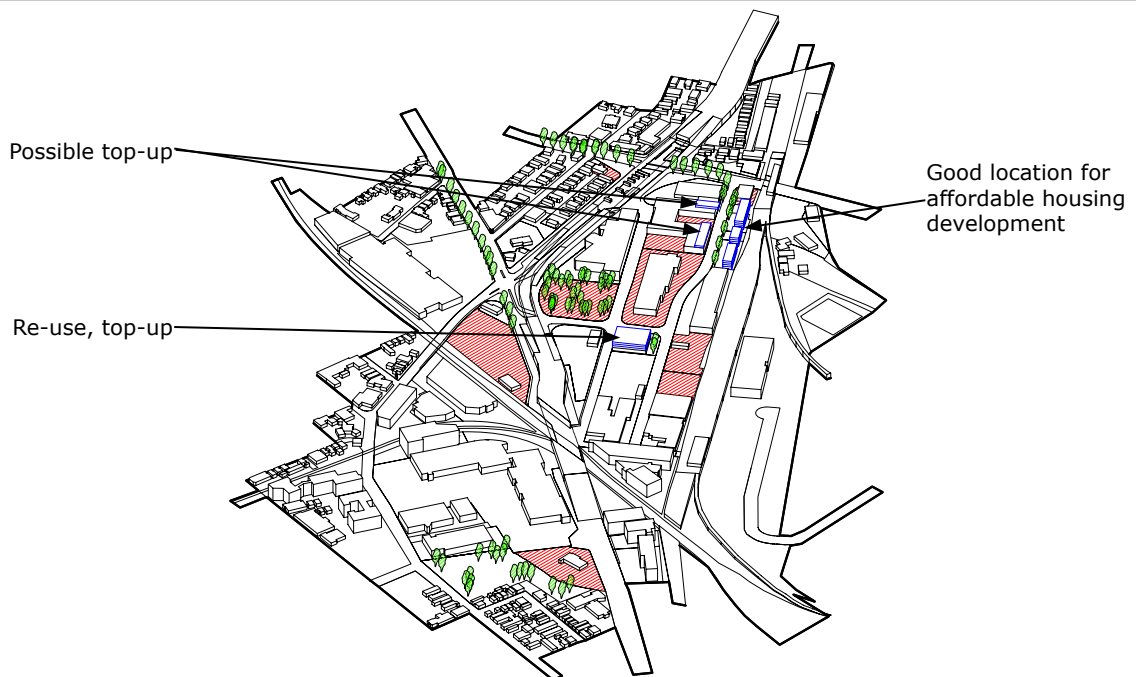 Possible top-up
Good location for
affordable housing
development
Re-use, top-up